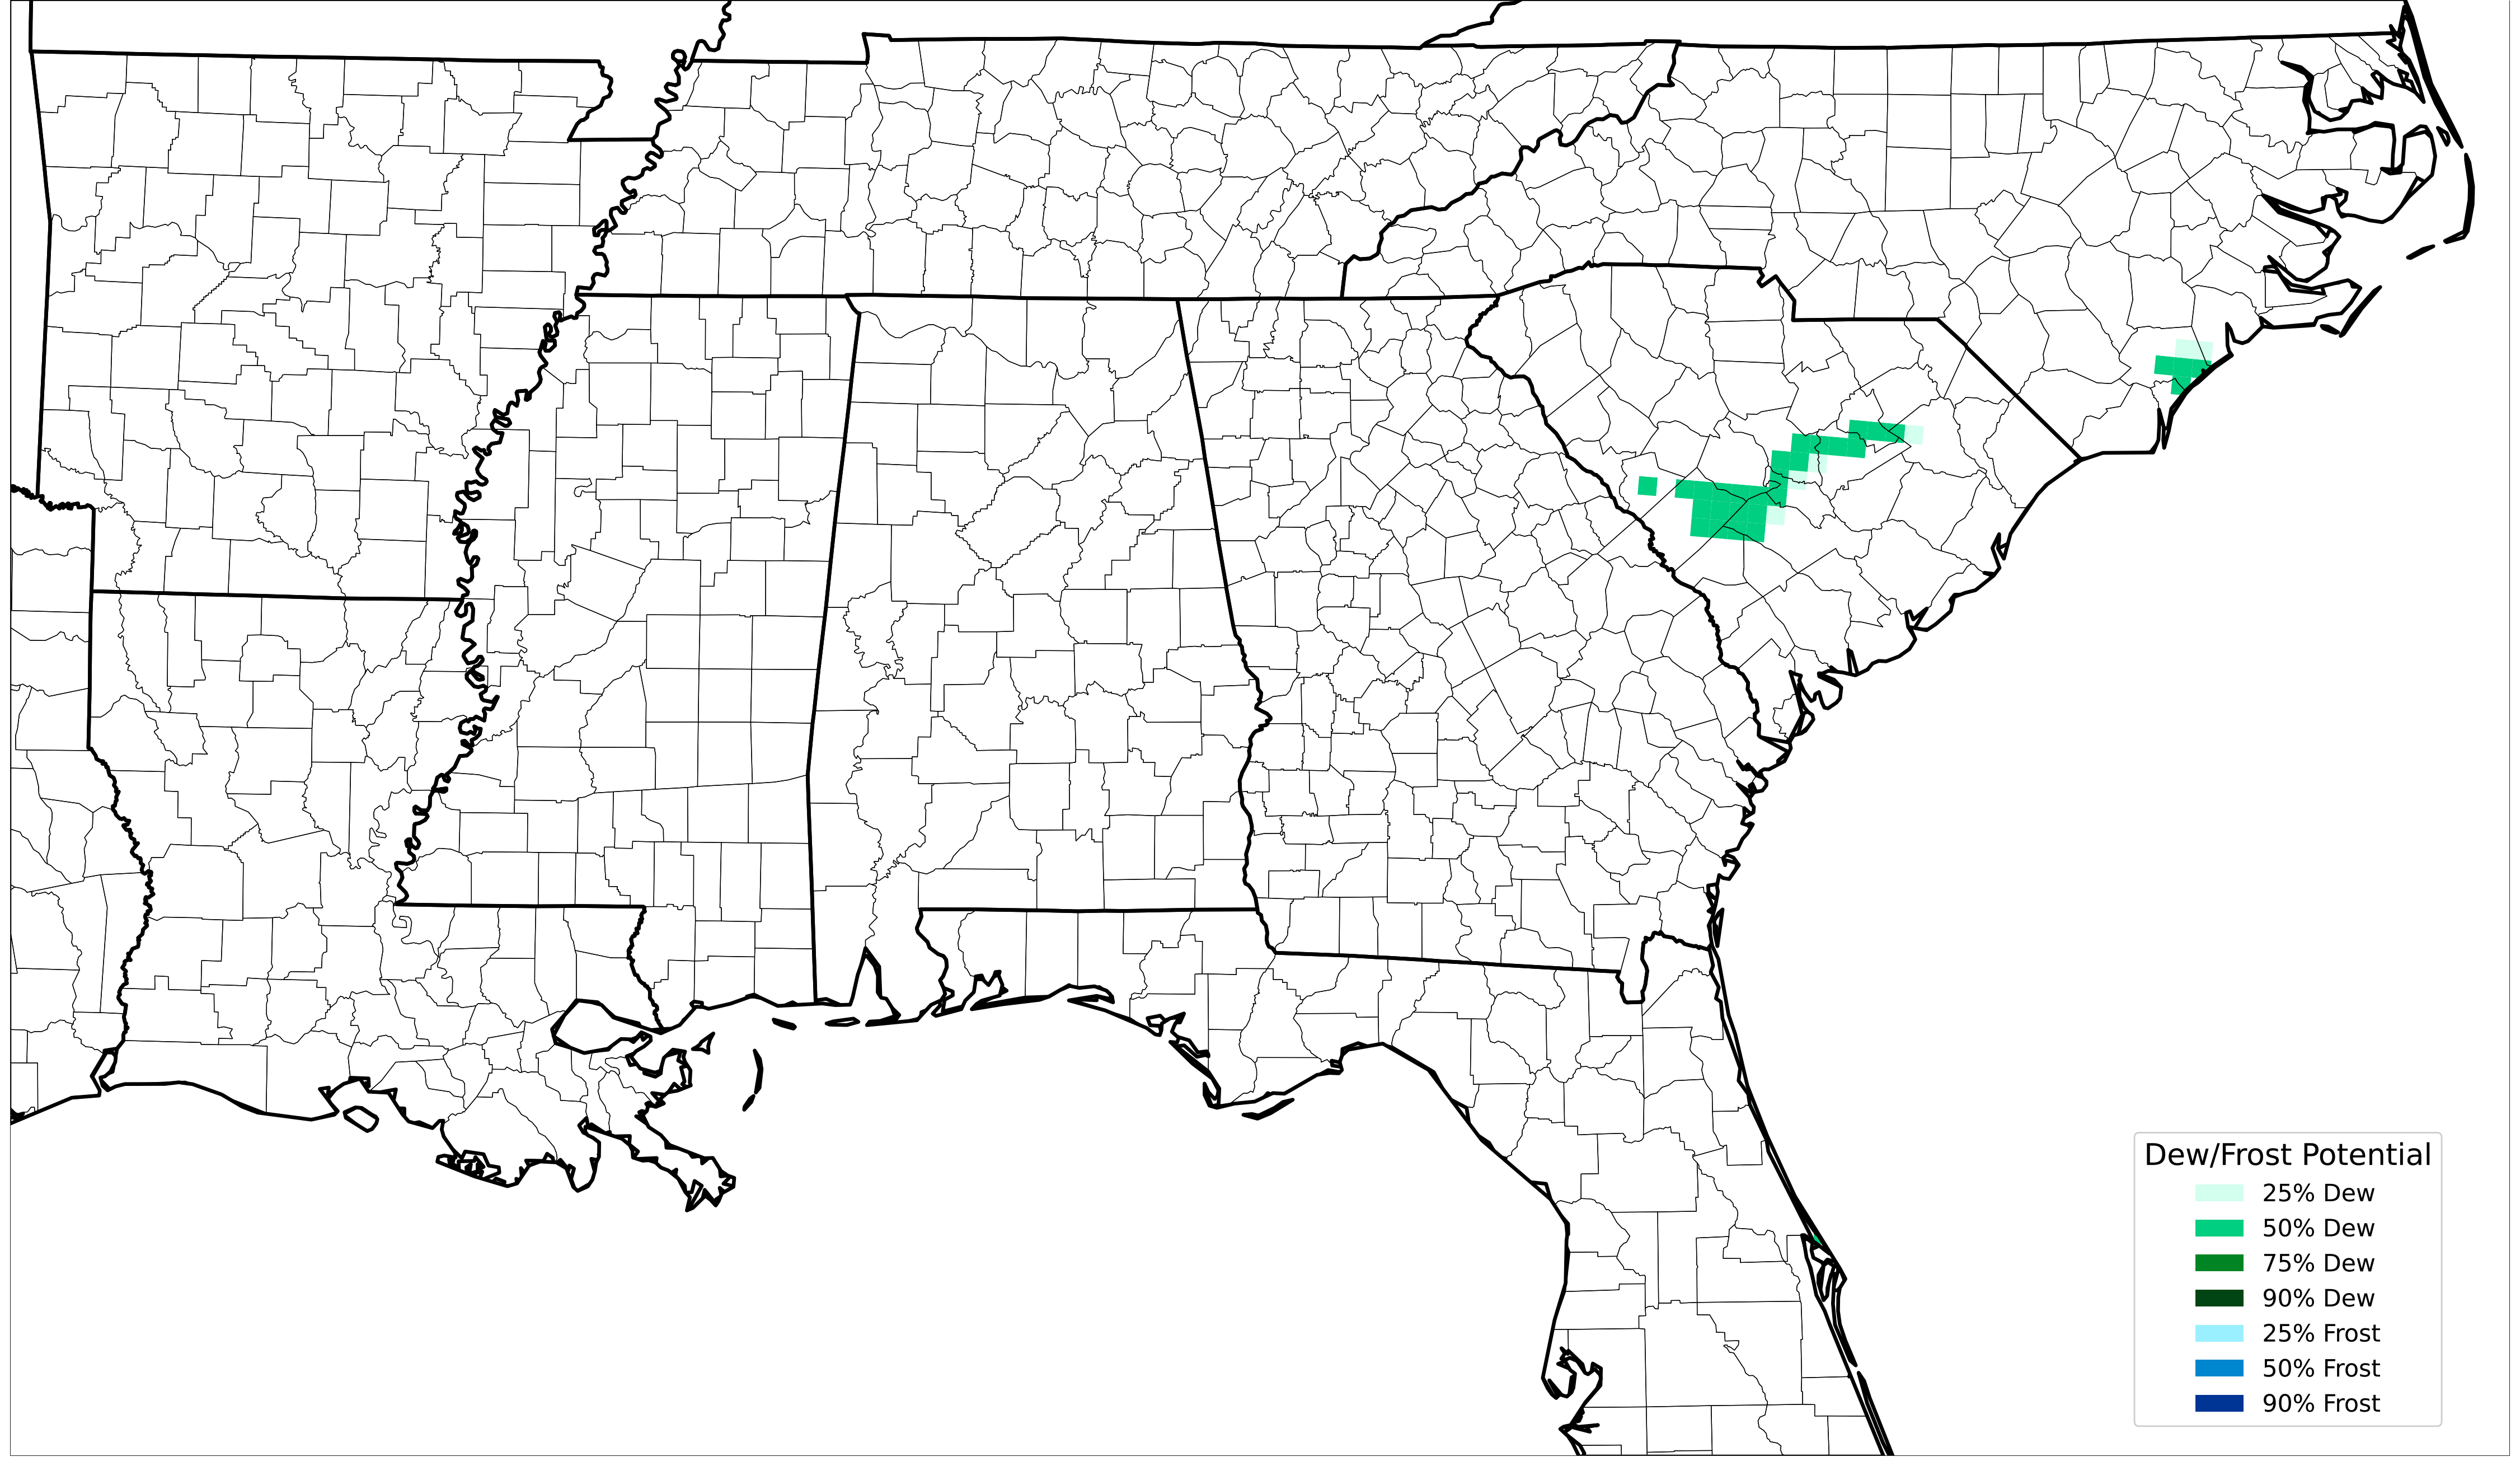 Dew/Frost Potential
25% Dew
50% Dew
75% Dew
90% Dew
25% Frost
50% Frost
90% Frost